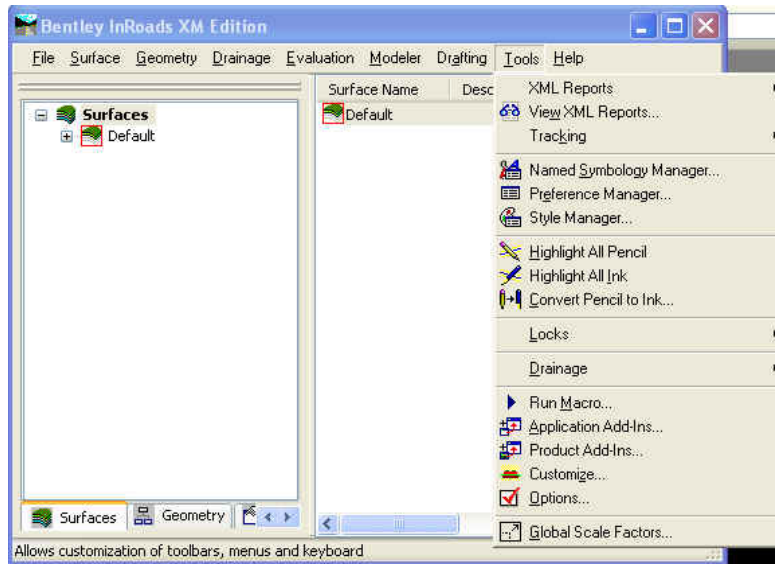 Bentley InRoads XM Edition
File Surface Geometry Drainage Evaluation Modeler Drafting Tools Help
Surfaces
Default
Surface Name Desc
Default
XML Reports
View XML Reports...
Tracking
Named Symbology Manager...
Preference Manager...
Style Manager...
Highlight All Pencil
Highlight All Ink
Convert Pencil to Ink...
Locks
Drainage
Run Macro...
Application Add-Ins...
Product Add-Ins...
Customize...
Options...
Global Scale Factors...
Surfaces Geometry
Allows customization of toolbars, menus and keyboard